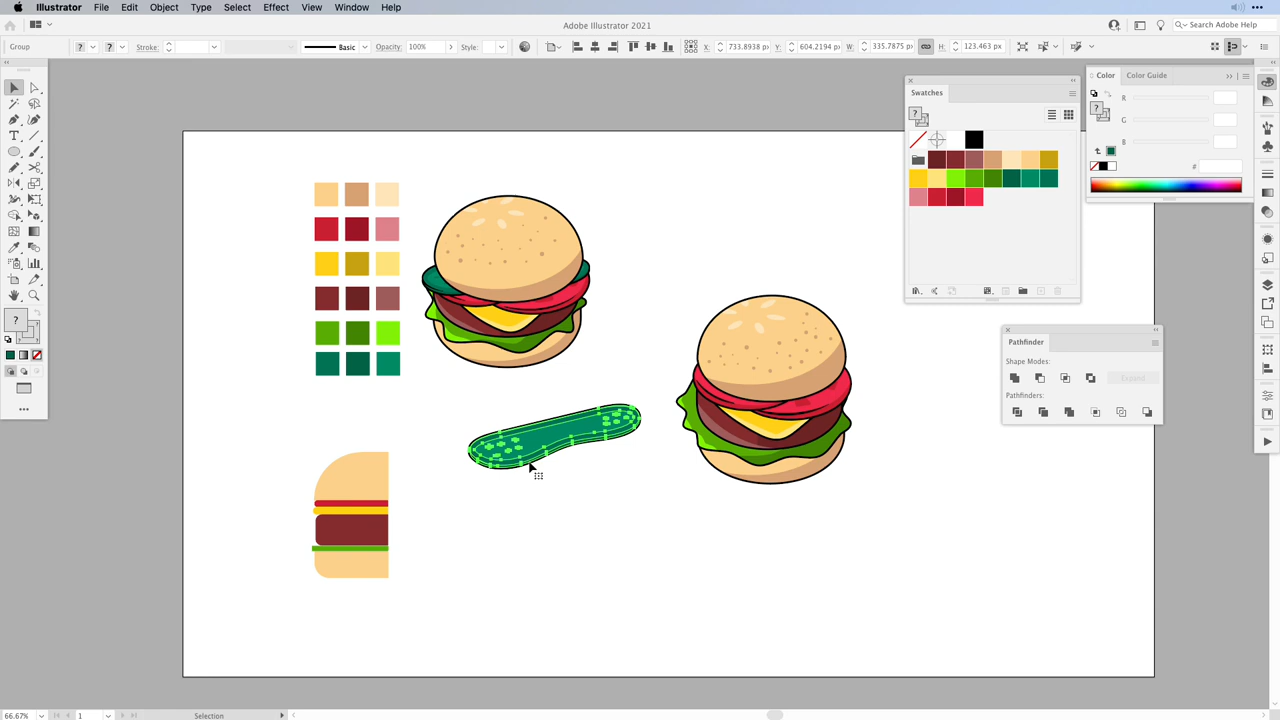 Illustrator File Edit Object Type Select Effect View Window Help
Adobe Illustrator 2021
Search Adobe Help
Group
?
?
Stroke:
Basic
Opacity: 100%
Style:
X: 733.8938 px
Y: 604.2194 px
W: 335.7875 px
H: 123.463 px
Swatches
?
Color
Color Guide
R
G
B
?
#
Pathfinder
Shape Modes:
Expand
Pathfinders:
?
66.67%
1
Selection